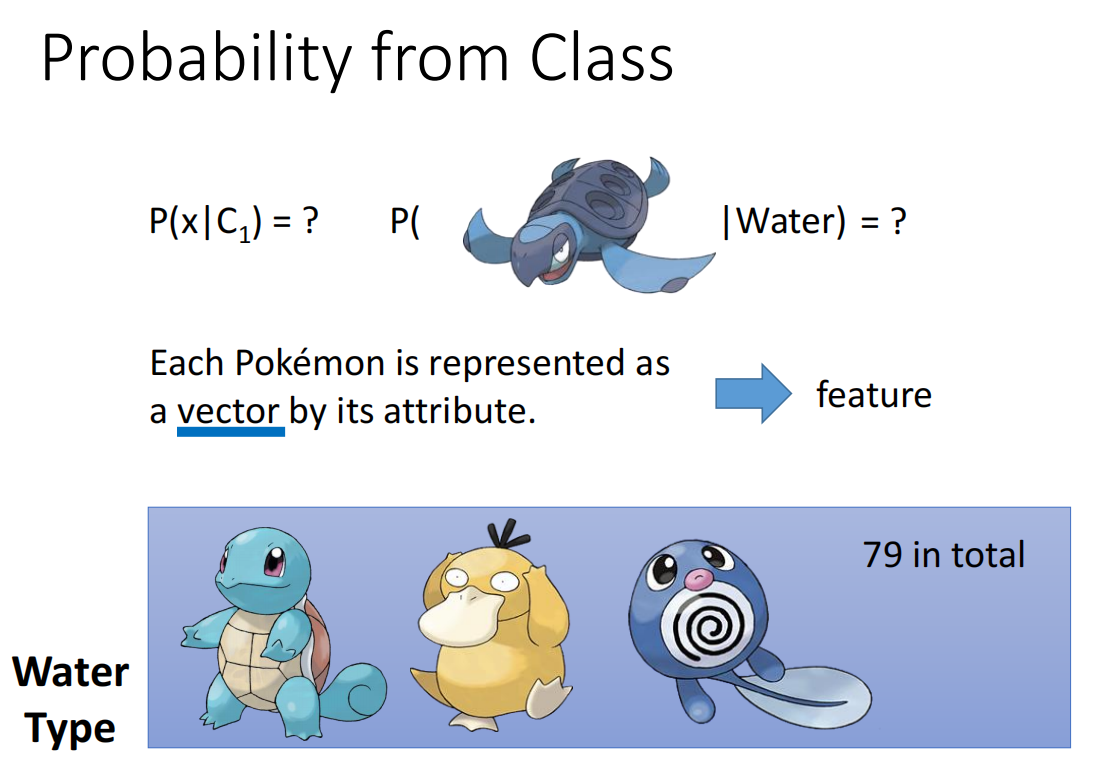 Probability from Class
P(x|C₁) = ? P( |Water) = ?
Each Pokémon is represented as
a vector by its attribute.
feature
79 in total
Water
Type